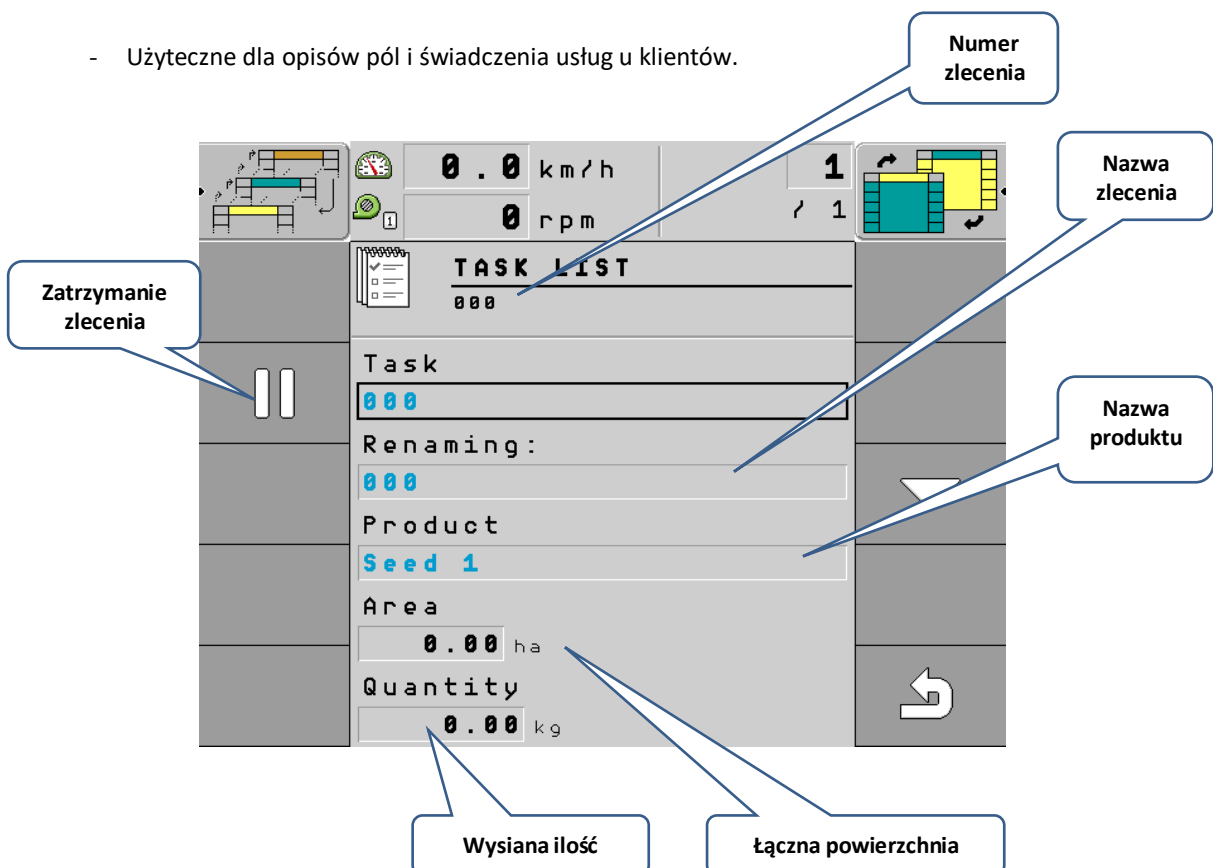 - Użyteczne dla opisów pól i świadczenia usług u klientów.
Numer
zlecenia
Nazwa
zlecenia
0.0 km/h
1
0 rpm
/ 1
1
TASK LIST
000
Zatrzymanie
zlecenia
Task
000
Nazwa
produktu
Renaming:
000
Product
Seed 1
Area
0.00 ha
Quantity
0.00 kg
Wysiana ilość
Łączna powierzchnia